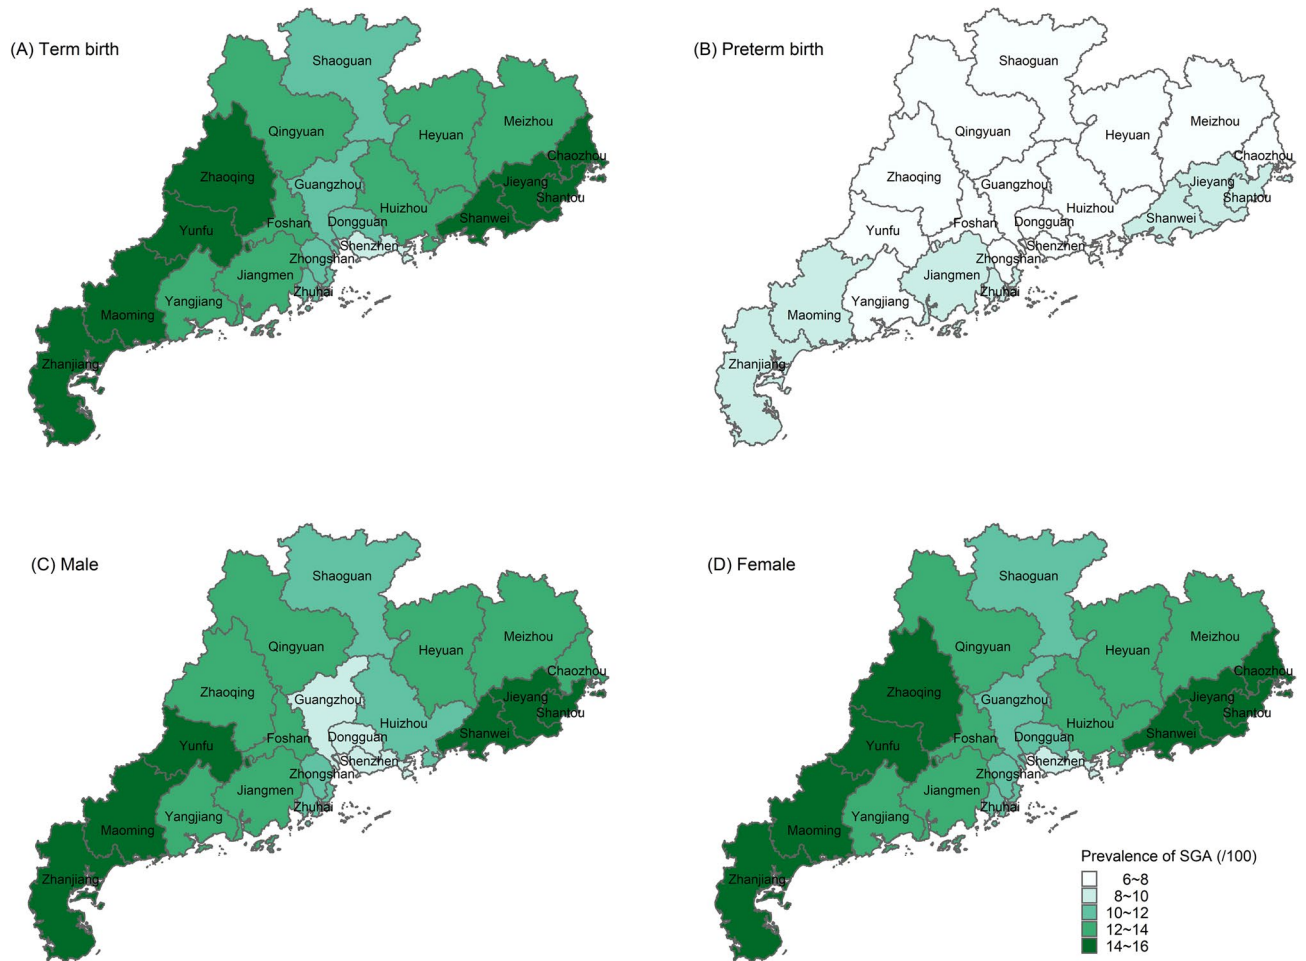 (A) Term birth
Shaoguan
Qingyuan
Heyuan
Meizhou
Zhaoqing
Guangzhou
Chaozhou
Jieyang
Shantou
Huizhou
Yunfu
Foshan
Dongguan
Shanwei
Shenzhen
Zhongshan
Jiangmen
Zhuhai
Yangjiang
Maoming
Zhanjiang
(B) Preterm birth
Shaoguan
Qingyuan
Heyuan
Meizhou
Zhaoqing
Guangzhou
Chaozhou
Jieyang
Shantou
Huizhou
Yunfu
Foshan
Dongguan
Shanwei
Shenzhen
Zhongshan
Jiangmen
Zhuhai
Yangjiang
Maoming
Zhanjiang
(C) Male
Shaoguan
Qingyuan
Heyuan
Meizhou
Zhaoqing
Guangzhou
Chaozhou
Jieyang
Shantou
Huizhou
Yunfu
Foshan
Dongguan
Shanwei
Shenzhen
Zhongshan
Jiangmen
Zhuhai
Yangjiang
Maoming
Zhanjiang
(D) Female
Shaoguan
Qingyuan
Heyuan
Meizhou
Zhaoqing
Guangzhou
Chaozhou
Jieyang
Shantou
Huizhou
Yunfu
Foshan
Dongguan
Shanwei
Shenzhen
Zhongshan
Jiangmen
Zhuhai
Yangjiang
Maoming
Zhanjiang
Prevalence of SGA (/100)
6~8
8~10
10~12
12~14
14~16